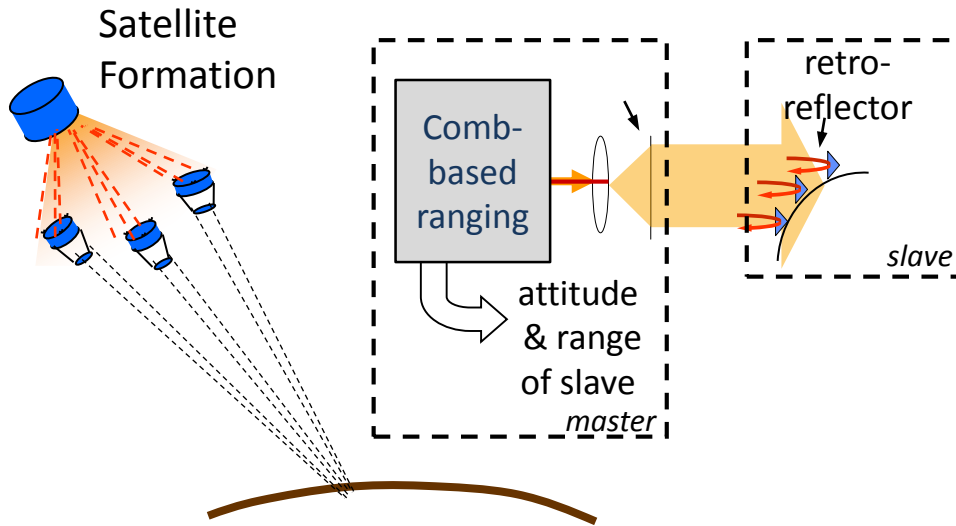 Satellite
Formation
Comb-
based
ranging
attitude
& range
of slave
master
retro-
reflector
slave